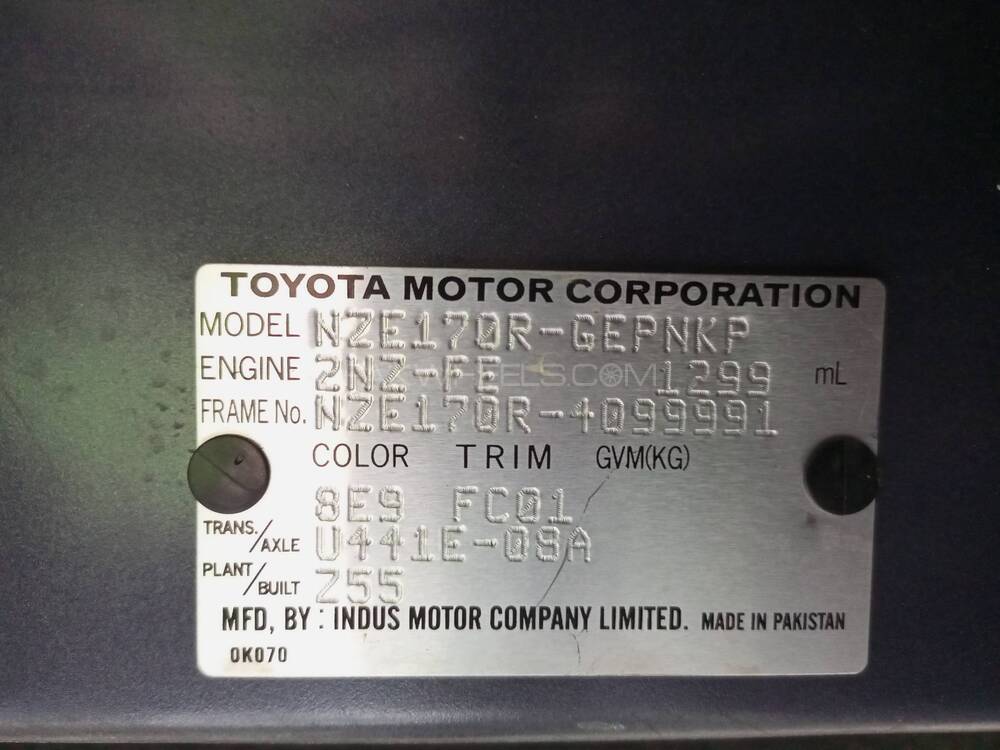 TOYOTA MOTOR CORPORATION
MODEL NZE170R-GEPNKP
ENGINE 2NZ-FE 1299 mL
FRAME No. NZE170R-4099991
COLOR TRIM GVM(KG)
8E9 FC01
TRANS./AXLE U441E-08A
PLANT/BUILT Z55
MFD, BY : INDUS MOTOR COMPANY LIMITED. MADE IN PAKISTAN
0K070